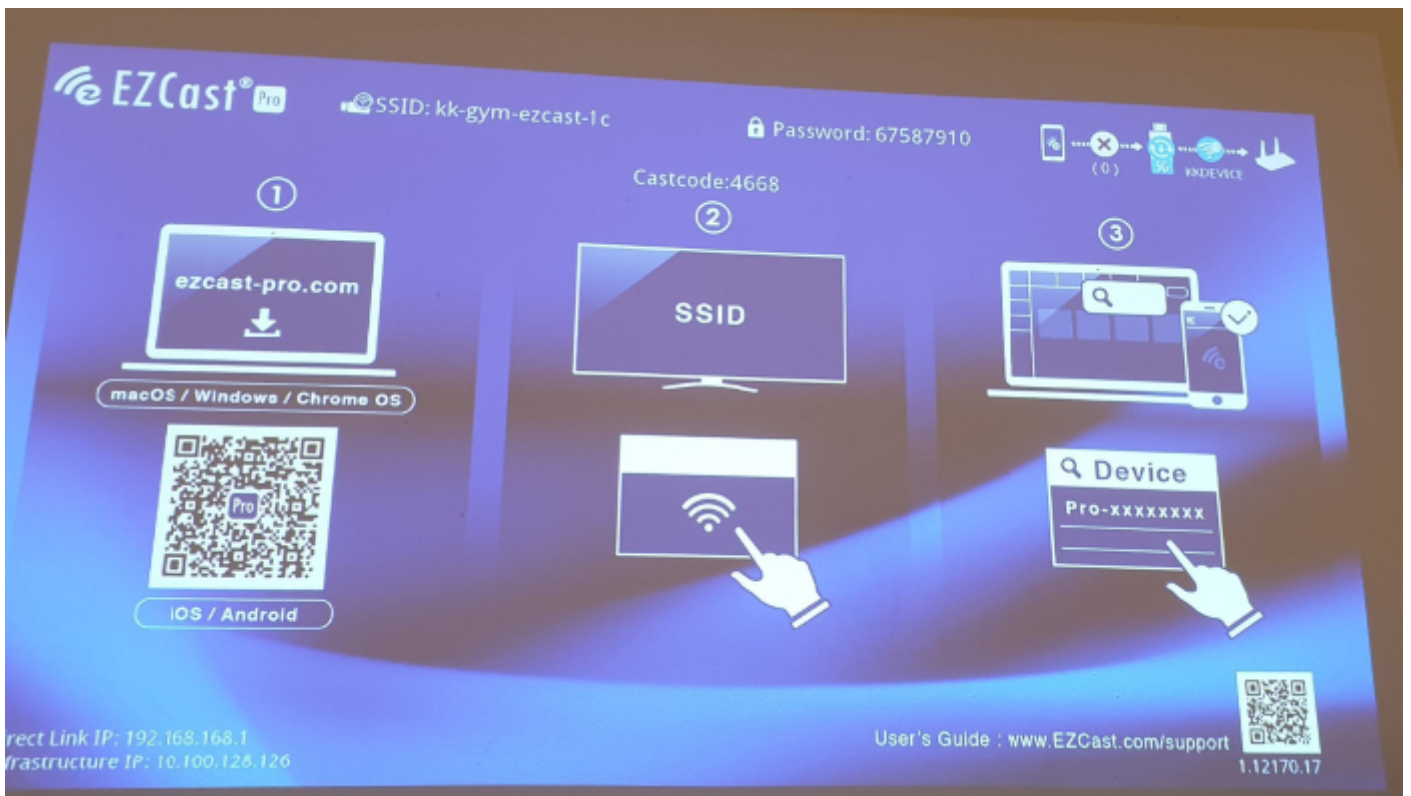 EZCast® Pro
SSID: kk-gym-ezcast-1c
Password: 67587910
(0)
5G
KKDEVICE
Castcode:4668
1
2
3
ezcast-pro.com
SSID
macOS / Windows / Chrome OS
Pro
iOS / Android
Device
Pro-xxxxxxxx
rect Link IP: 192.168.168.1
frastructure IP: 10.100.128.126
User's Guide : www.EZCast.com/support
1.12170.17